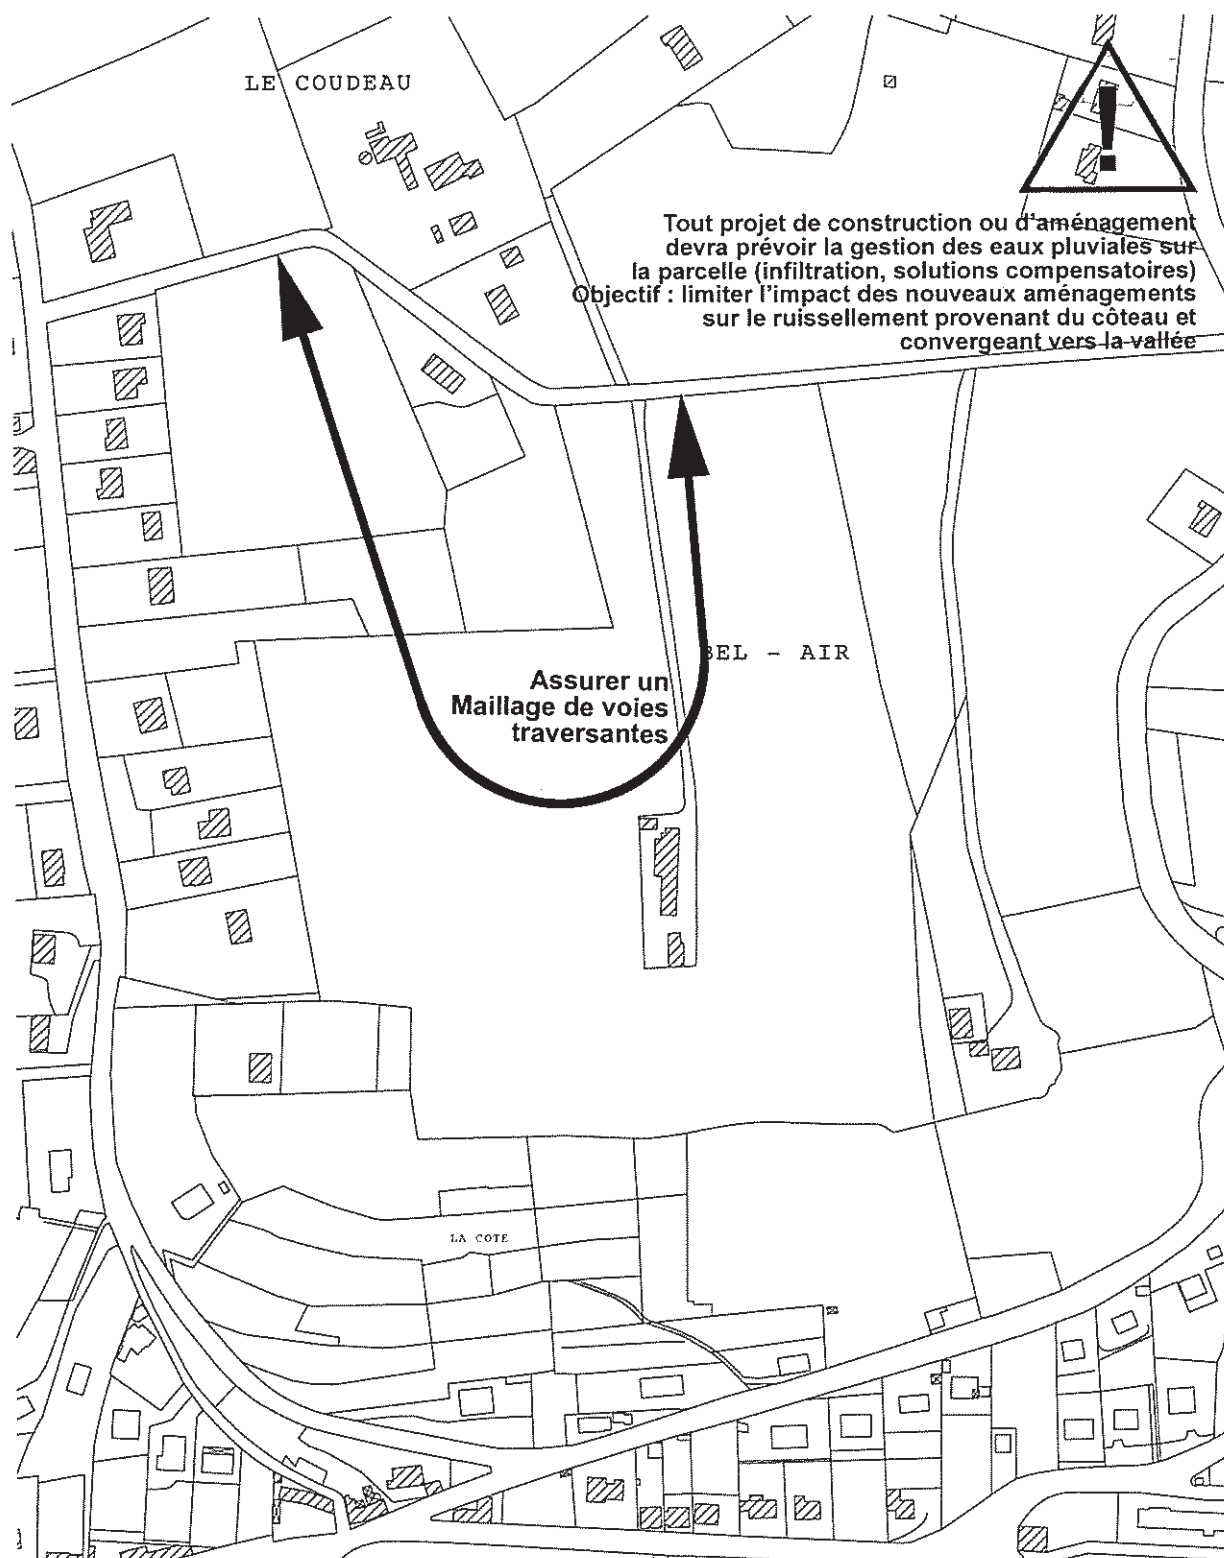 LE COUDEAU
!
Tout projet de construction ou d'aménagement
devra prévoir la gestion des eaux pluviales sur
la parcelle (infiltration, solutions compensatoires)
Objectif : limiter l'impact des nouveaux aménagements
sur le ruissellement provenant du côteau et
convergeant vers la vallée
BEL - AIR
Assurer un
Maillage de voies
traversantes
LA COTE